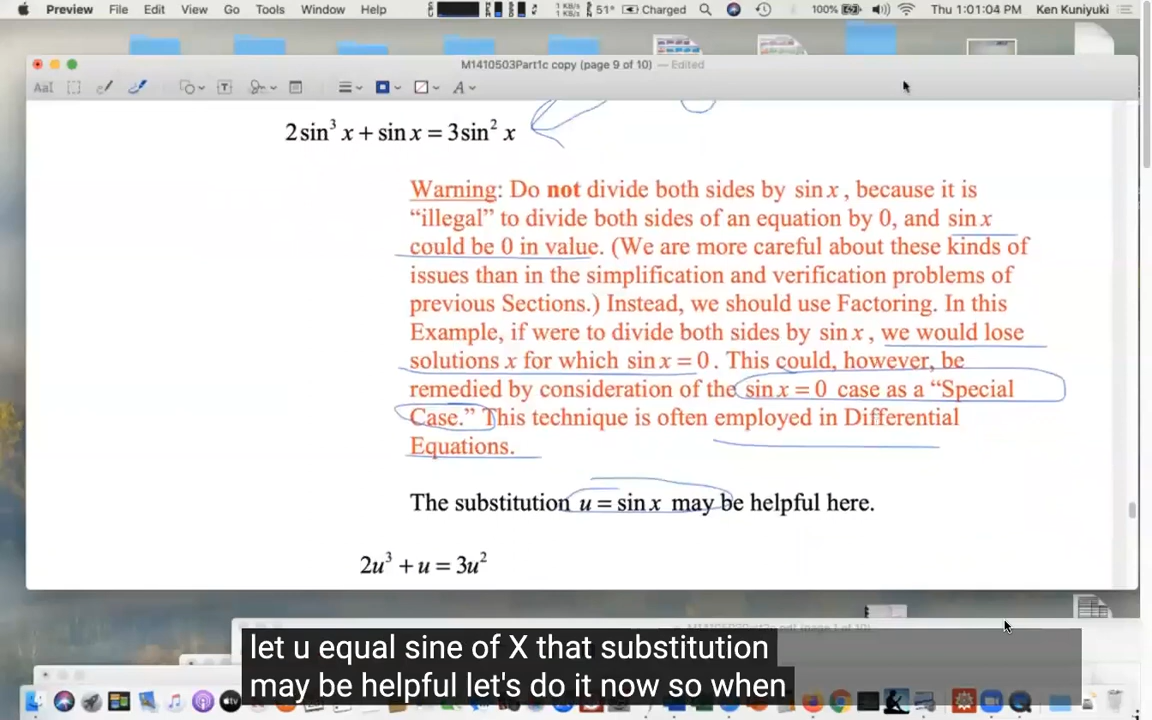 Preview File Edit View Go Tools Window Help 1 KB/s 1 KB/s 51° Charged 100% Thu 1:01:04 PM Ken Kuniyuki
M1410503Part1c copy (page 9 of 10) — Edited
2sin³ x + sin x = 3sin² x
Warning: Do not divide both sides by sin x, because it is
“illegal” to divide both sides of an equation by 0, and sin x
could be 0 in value. (We are more careful about these kinds of
issues than in the simplification and verification problems of
previous Sections.) Instead, we should use Factoring. In this
Example, if were to divide both sides by sin x, we would lose
solutions x for which sin x = 0. This could, however, be
remedied by consideration of the sin x = 0 case as a “Special
Case.” This technique is often employed in Differential
Equations.
The substitution u = sin x may be helpful here.
2u³ + u = 3u²
let u equal sine of X that substitution
may be helpful let's do it now so when